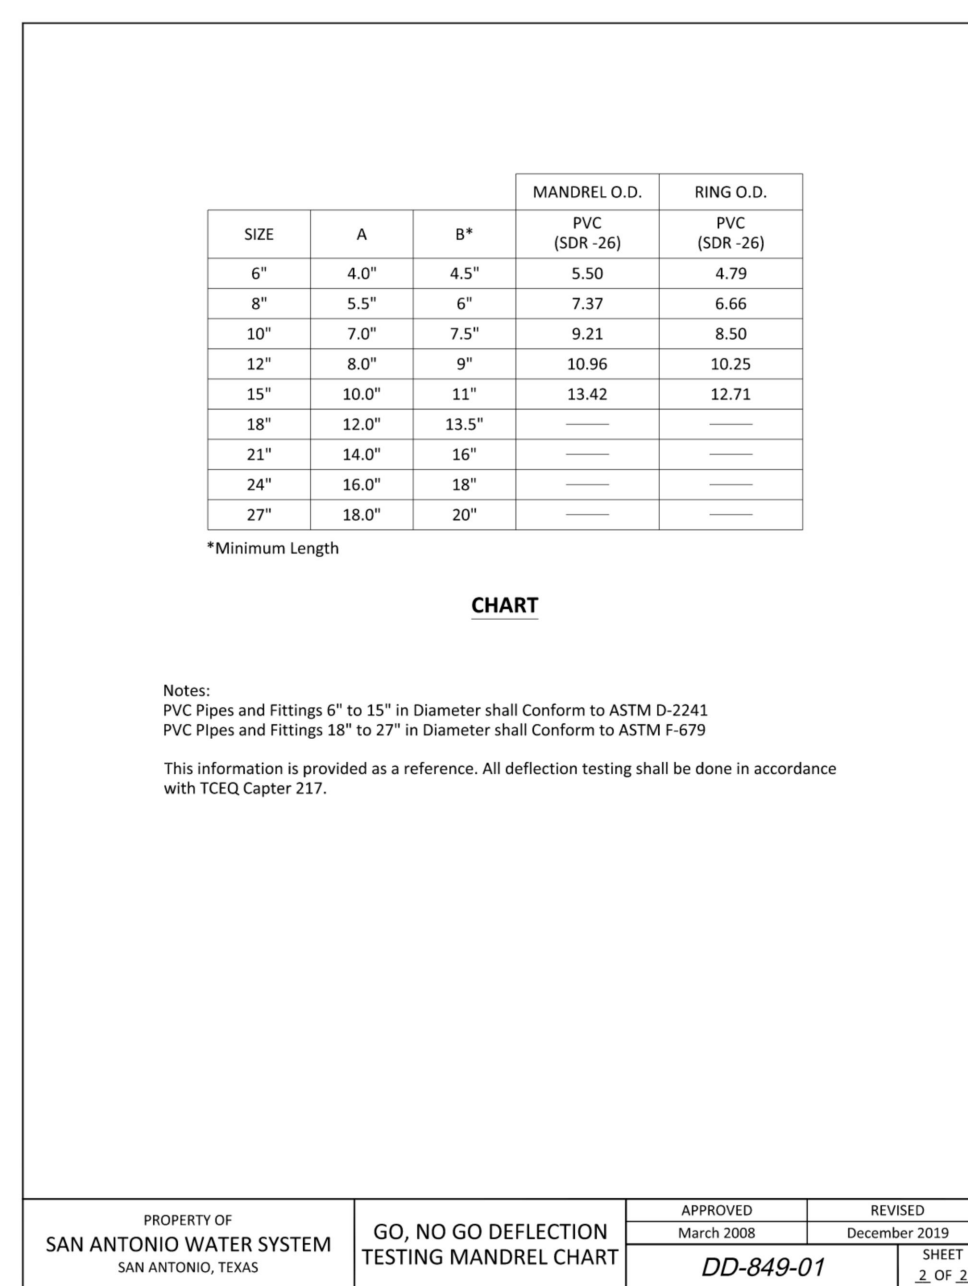 MANDREL O.D. RING O.D.
SIZE A B* PVC (SDR -26) PVC (SDR -26)
6" 4.0" 4.5" 5.50 4.79
8" 5.5" 6" 7.37 6.66
10" 7.0" 7.5" 9.21 8.50
12" 8.0" 9" 10.96 10.25
15" 10.0" 11" 13.42 12.71
18" 12.0" 13.5" —— ——
21" 14.0" 16" —— ——
24" 16.0" 18" —— ——
27" 18.0" 20" —— ——
*Minimum Length
CHART
Notes:
PVC Pipes and Fittings 6" to 15" in Diameter shall Conform to ASTM D-2241
PVC PIpes and Fittings 18" to 27" in Diameter shall Conform to ASTM F-679
This information is provided as a reference. All deflection testing shall be done in accordance
with TCEQ Capter 217.
PROPERTY OF
SAN ANTONIO WATER SYSTEM
SAN ANTONIO, TEXAS
GO, NO GO DEFLECTION
TESTING MANDREL CHART
APPROVED
March 2008
REVISED
December 2019
DD-849-01
SHEET
2 OF 2